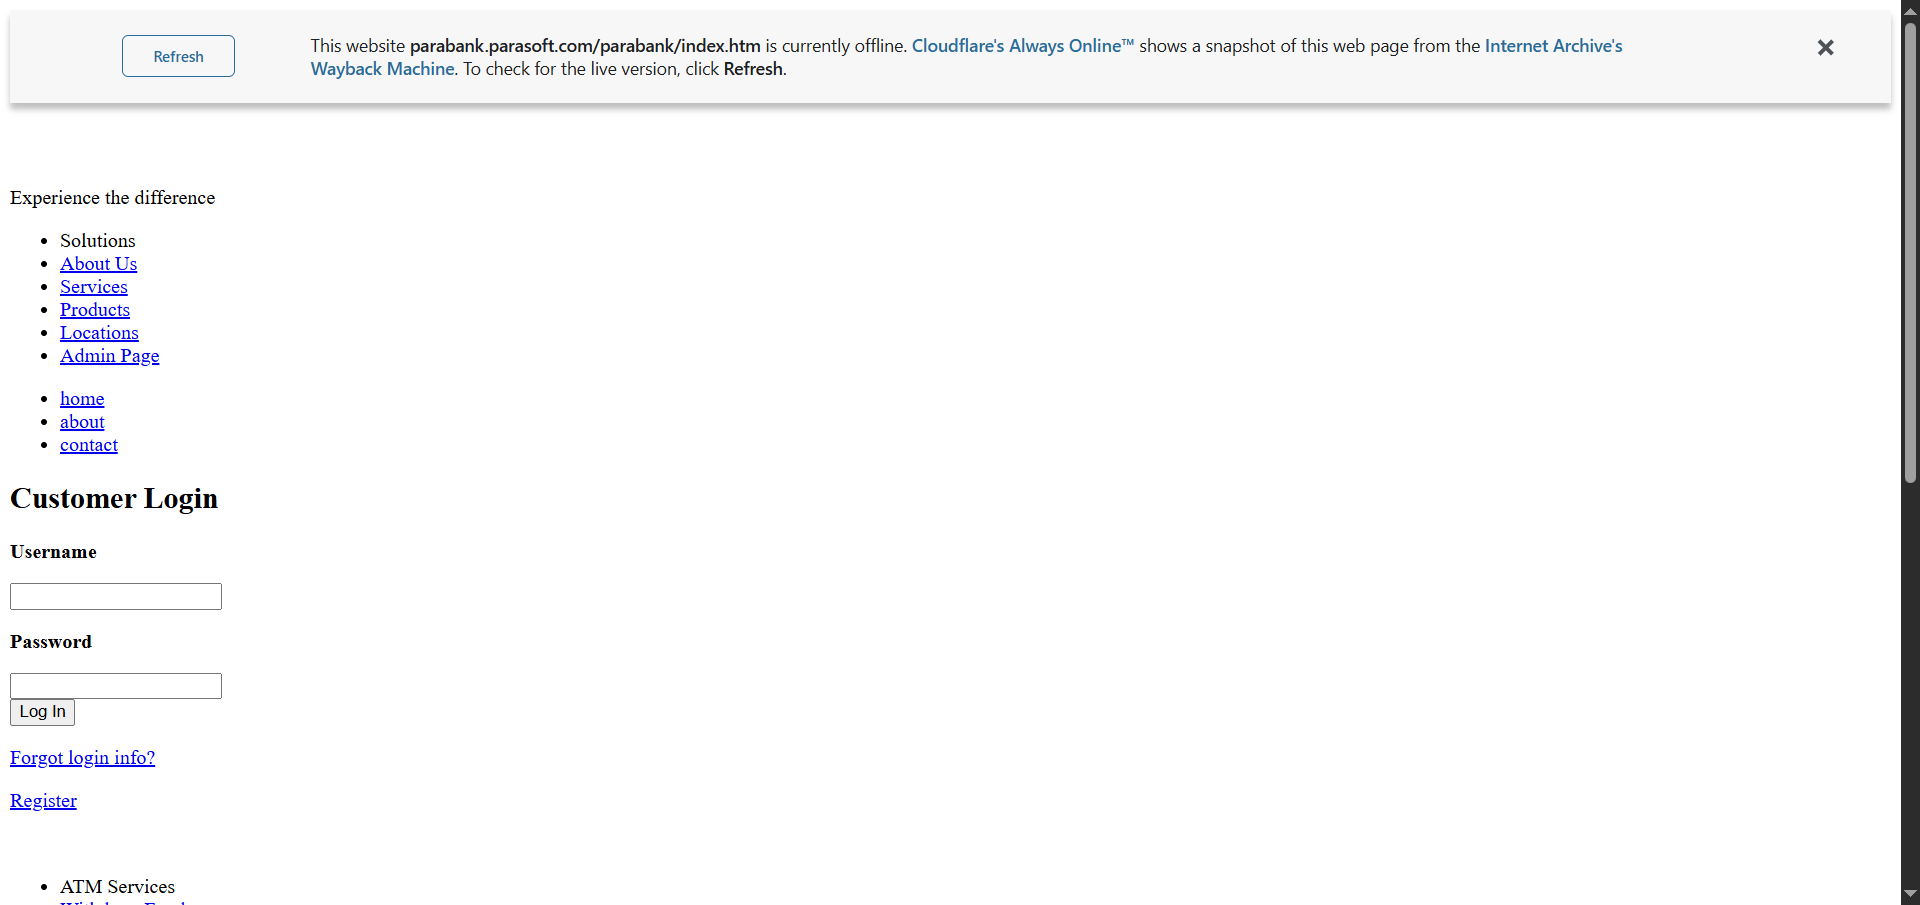 Refresh
This website parabank.parasoft.com/parabank/index.htm is currently offline. Cloudflare's Always Online™ shows a snapshot of this web page from the Internet Archive's
Wayback Machine. To check for the live version, click Refresh.
Experience the difference
Solutions
About Us
Services
Products
Locations
Admin Page
home
about
contact
Customer Login
Username
Password
Log In
Forgot login info?
Register
ATM Services